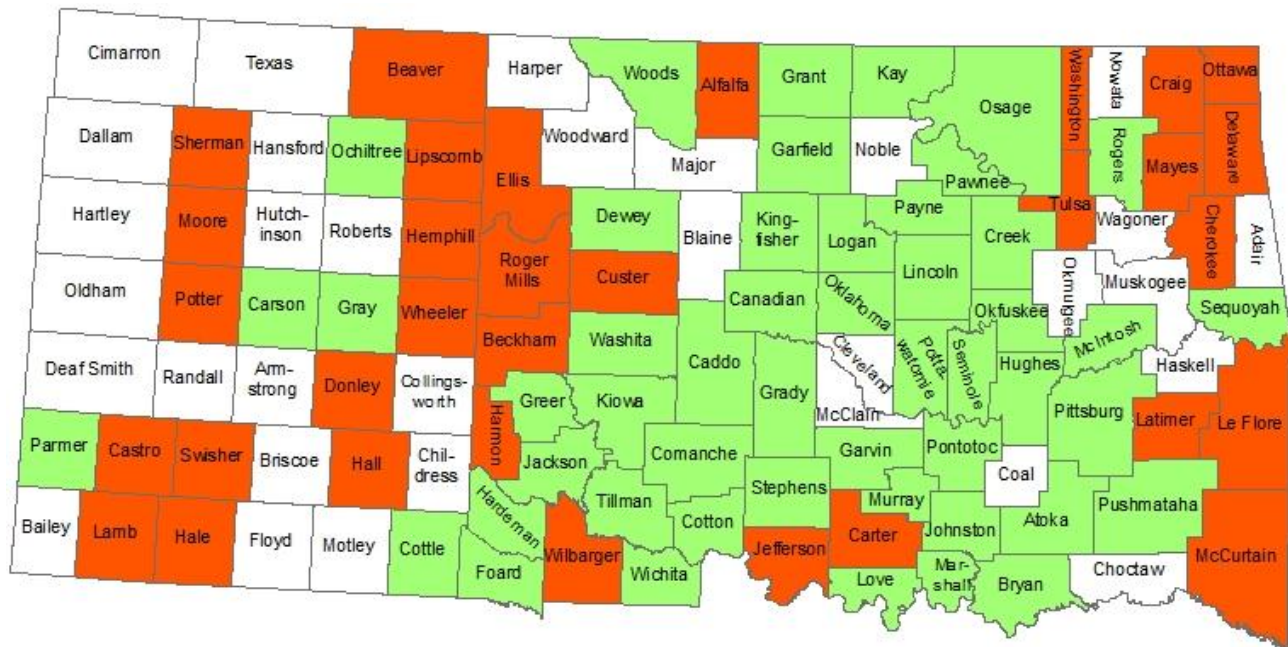 Cimarron
Texas
Beaver
Harper
Woods
Alfalfa
Grant
Kay
Osage
Washington
Nowata
Craig
Ottawa
Dallam
Sherman
Hansford
Ochiltree
Lipscomb
Ellis
Woodward
Major
Garfield
Noble
Pawnee
Rogers
Mayes
Delaware
Hartley
Moore
Hutch-
inson
Roberts
Hemphill
Roger
Mills
Dewey
Blaine
King-
fisher
Logan
Payne
Creek
Tulsa
Wagoner
Cherokee
Adair
Oldham
Potter
Carson
Gray
Wheeler
Beckham
Custer
Washita
Canadian
Oklahoma
Lincoln
Okfuskee
Okmulgee
Muskogee
McIntosh
Sequoyah
Deaf Smith
Randall
Arm-
strong
Donley
Collings-
worth
Harmon
Greer
Kiowa
Caddo
Grady
Cleveland
McClain
Potta
watomie
Seminole
Hughes
Pittsburg
Haskell
Latimer
Le Flore
Parmer
Castro
Swisher
Briscoe
Hall
Chil-
dress
Jackson
Comanche
Garvin
Pontotoc
Coal
Pushmataha
Bailey
Lamb
Hale
Floyd
Motley
Cottle
Hardeman
Foard
Wilbarger
Tillman
Wichita
Cotton
Stephens
Jefferson
Murray
Carter
Love
Johnston
Mar-
shall
Atoka
Bryan
Choctaw
McCurtain